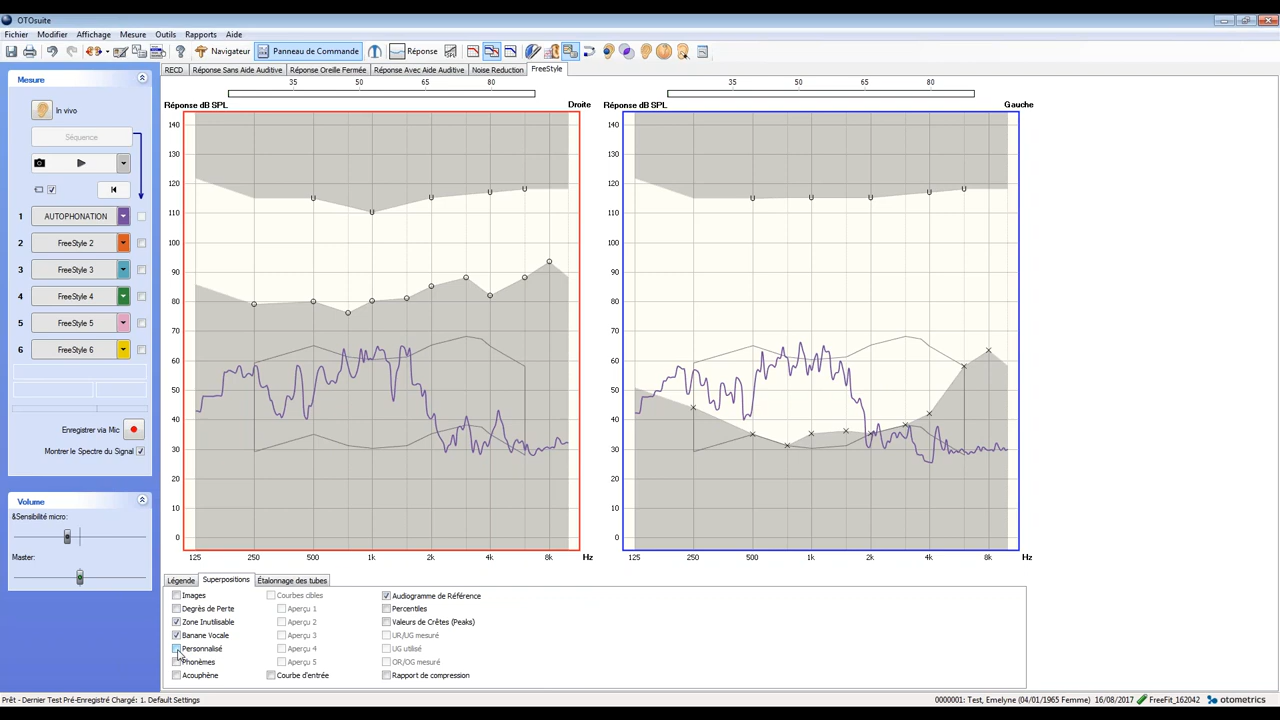 OTOsuite
Fichier Modifier Affichage Mesure Outils Rapports Aide
Navigateur Panneau de Commande Réponse
RECD Réponse Sans Aide Auditive Réponse Oreille Fermée Réponse Avec Aide Auditive Noise Reduction FreeStyle
Mesure
In vivo
Séquence
1 AUTOPHONATION
2 FreeStyle 2
3 FreeStyle 3
4 FreeStyle 4
5 FreeStyle 5
6 FreeStyle 6
Enregistrer via Mic
Montrer le Spectre du Signal
Volume
&Sensibilité micro:
Master:
35 50 65 80
Réponse dB SPL Droite
140
130
120
110
100
90
80
70
60
50
40
30
20
10
0
125 250 500 1k 2k 4k 8k Hz
35 50 65 80
Réponse dB SPL Gauche
140
130
120
110
100
90
80
70
60
50
40
30
20
10
0
125 250 500 1k 2k 4k 8k Hz
Légende Superpositions Étalonnage des tubes
Images Courbes cibles Audiogramme de Référence
Degrès de Perte Aperçu 1 Percentiles
Zone Inutilisable Aperçu 2 Valeurs de Crêtes (Peaks)
Banane Vocale Aperçu 3 UR/UG mesuré
Personnalisé Aperçu 4 UG utilisé
Phonèmes Aperçu 5 OR/OG mesuré
Acouphène Courbe d'entrée Rapport de compression
Prêt - Dernier Test Pré-Enregistré Chargé: 1. Default Settings
0000001: Test, Emelyne (04/01/1965 Femme) 16/08/2017 FreeFit_162042 otometrics